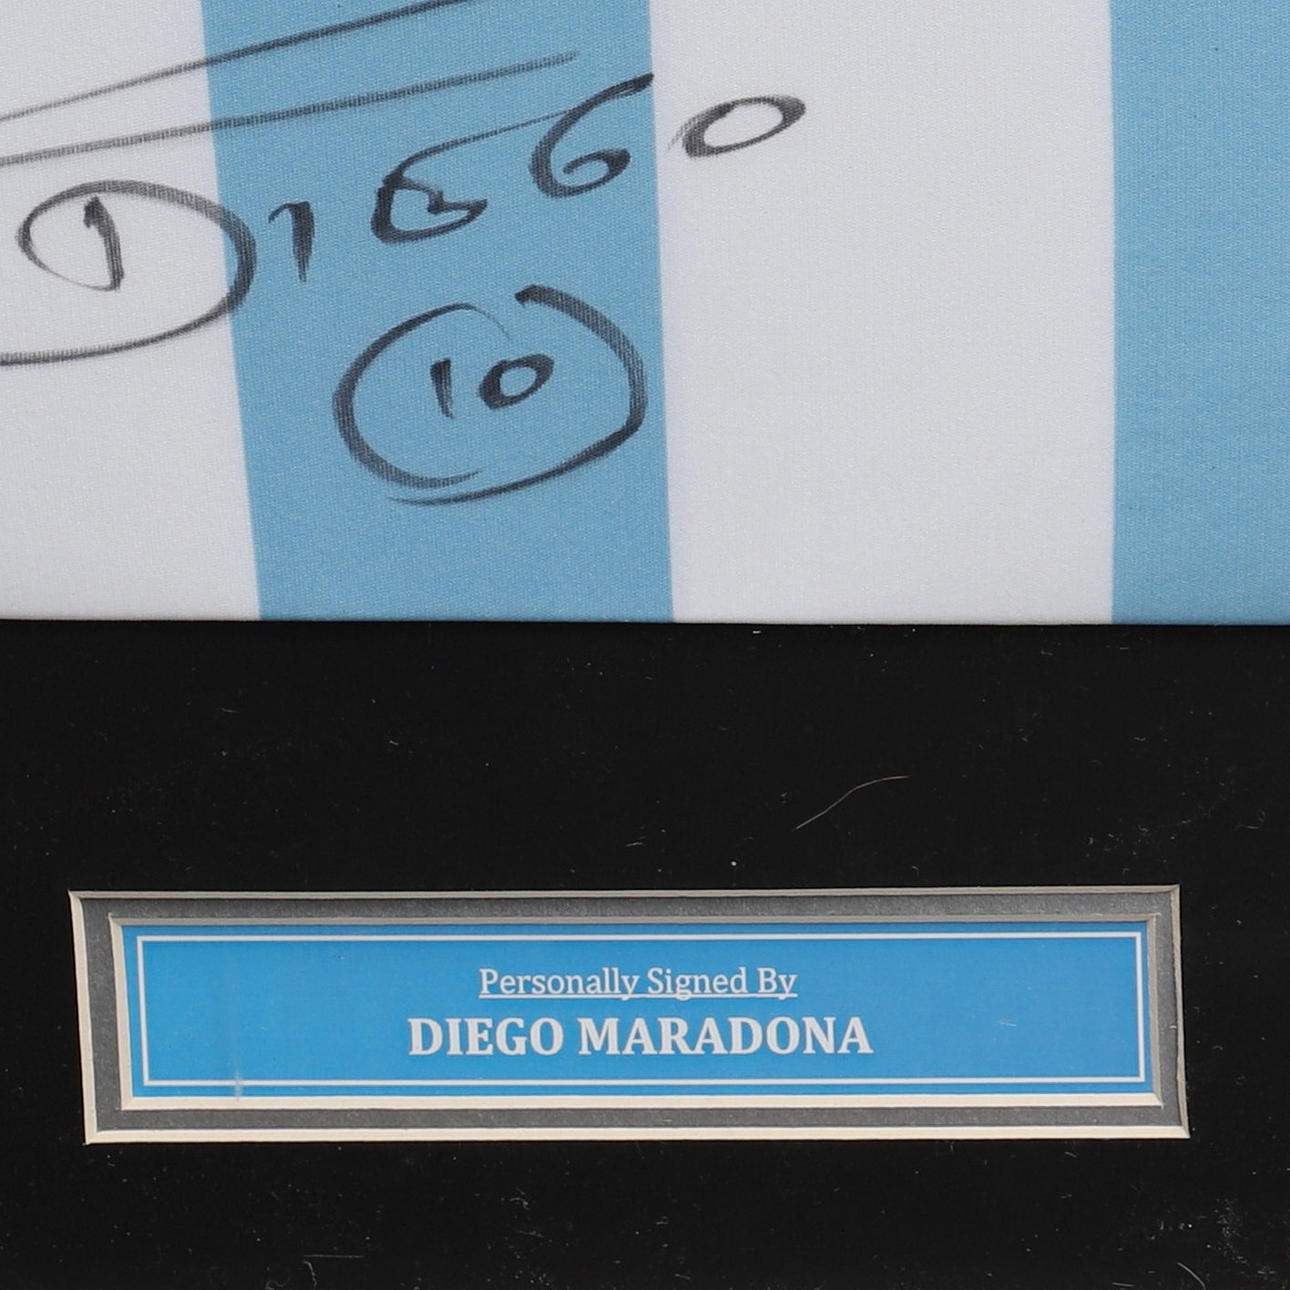 DIEGO
10
Personally Signed By
DIEGO MARADONA